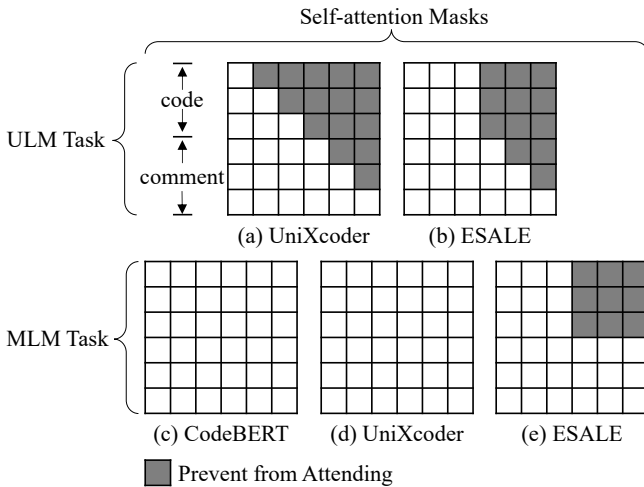 Self-attention Masks
ULM Task
code
comment
(a) UniXcoder
(b) ESALE
MLM Task
(c) CodeBERT
(d) UniXcoder
(e) ESALE
Prevent from Attending